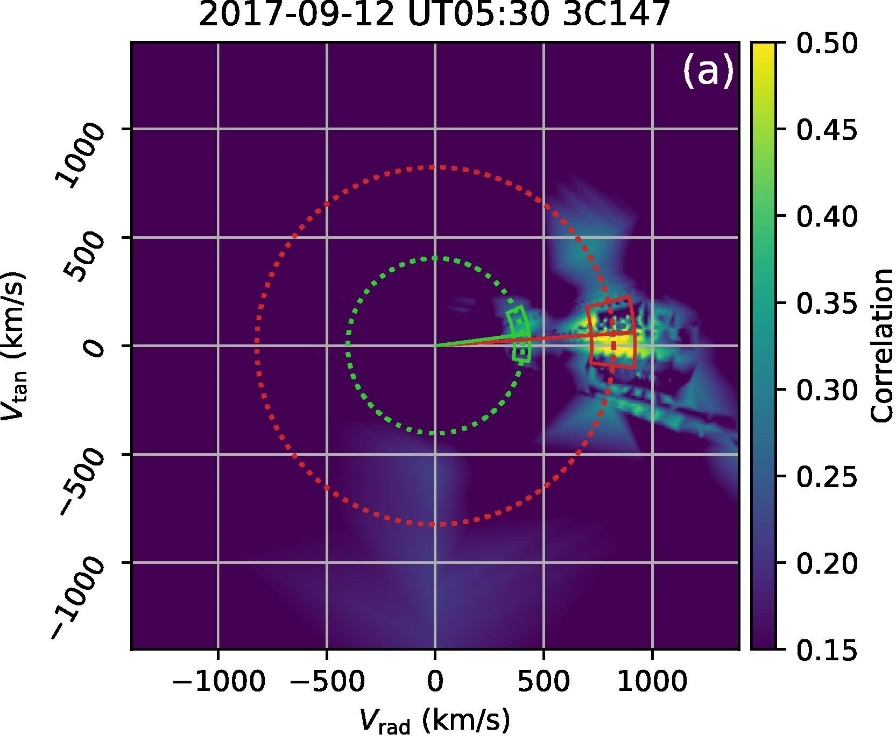 2017-09-12 UT05:30 3C147
(a)
1000
500
0
−500
−1000
V_tan (km/s)
−1000 −500 0 500 1000
V_rad (km/s)
0.50
0.45
0.40
0.35
0.30
0.25
0.20
0.15
Correlation